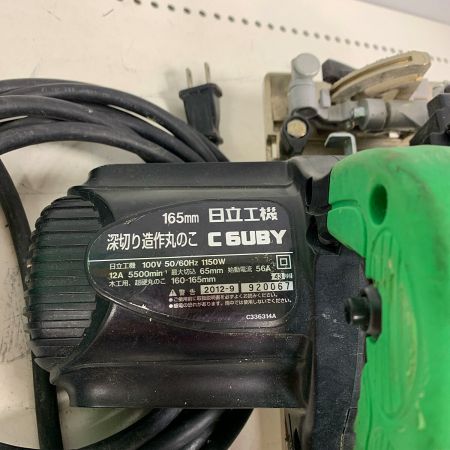 165mm 日立工機
深切り造作丸のこ C6UBY
日立工機 100V 50/60Hz 1150W
12A 5500min⁻¹ 最大切込 65mm 始動電流 56A
木工用, 超硬丸のこ 160-165mm
警告 2012-9 920067
C336314A